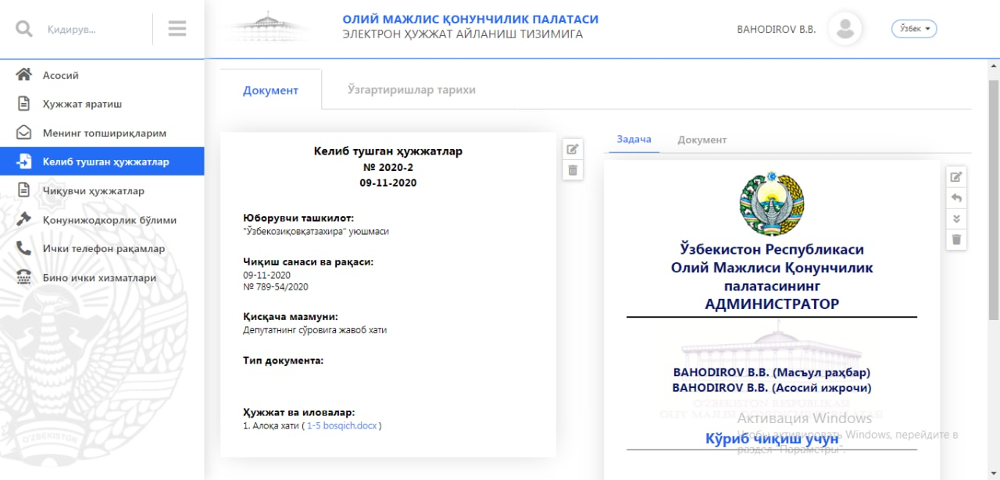 Қидирув...
ОЛИЙ МАЖЛИС ҚОНУНЧИЛИК ПАЛАТАСИ
ЭЛЕКТРОН ҲУЖЖАТ АЙЛАНИШ ТИЗИМИГА
BAHODIROV B.B.
Ўзбек
Асосий
Ҳужжат яратиш
Менинг топшириқларим
Келиб тушган ҳужжатлар
Чиқувчи ҳужжатлар
Қонунижодкорлик бўлими
Ички телефон рақамлар
Бино ички хизматлари
O'ZBEKISTON
Документ
Ўзгартиришлар тарихи
Келиб тушган ҳужжатлар
№ 2020-2
09-11-2020
Юборувчи ташкилот:
"Ўзбекозиқовқатзахира" уюшмаси
Чиқиш санаси ва рақаси:
09-11-2020
№ 789-54/2020
Қисқача мазмуни:
Депутатнинг сўровига жавоб хати
Тип документа:
Ҳужжат ва иловалар:
1. Алоқа хати ( 1-5 bosqich.docx )
Задача
Документ
Ўзбекистон Республикаси
Олий Мажлиси Қонунчилик
палатасининг
АДМИНИСТРАТОР
BAHODIROV B.B. (Масъул раҳбар)
BAHODIROV B.B. (Асосий ижрочи)
O'ZBEKISTON RESPUBLIKASI
OLIY MAJLISI QONUNCHILIK PALATASI
Активация Windows
Чтобы активировать Windows, перейдите в
раздел "Параметры".
Кўриб чиқиш учун